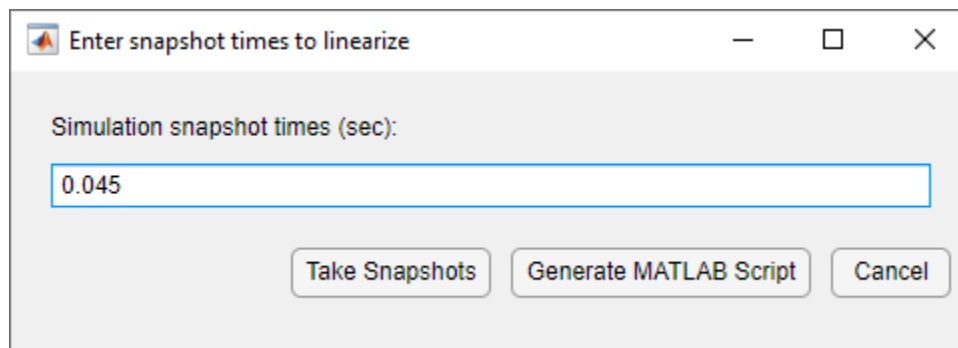 Enter snapshot times to linearize
Simulation snapshot times (sec):
0.045
Take Snapshots Generate MATLAB Script Cancel